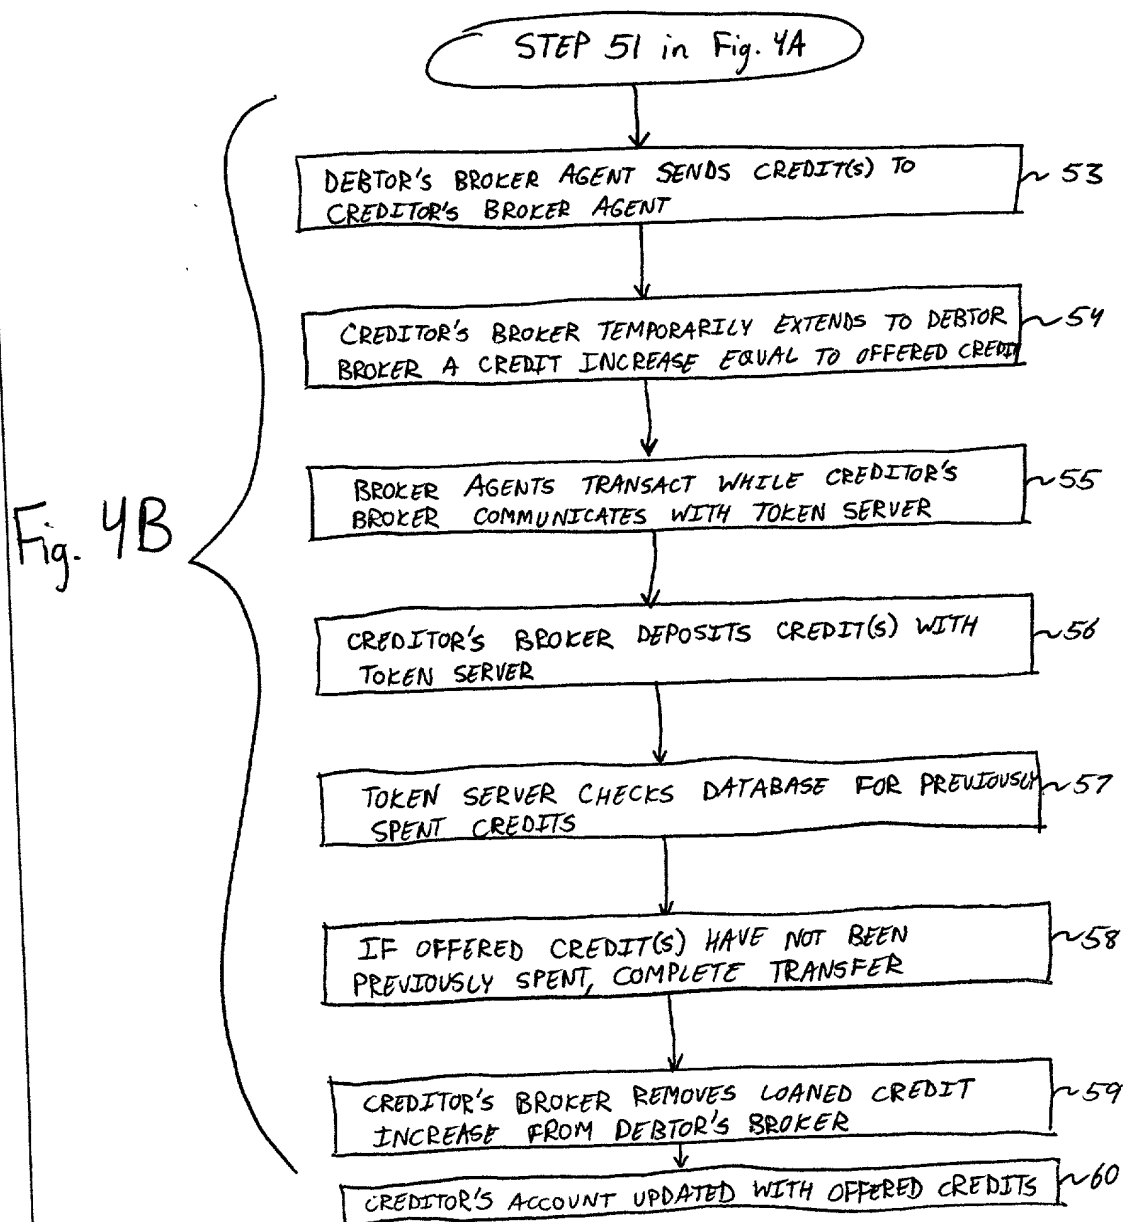 STEP 51 in Fig. 4A
DEBTOR'S BROKER AGENT SENDS CREDIT(S) TO
CREDITOR'S BROKER AGENT
53
CREDITOR'S BROKER TEMPORARILY EXTENDS TO DEBTOR
BROKER A CREDIT INCREASE EQUAL TO OFFERED CREDIT
54
BROKER AGENTS TRANSACT WHILE CREDITOR'S
BROKER COMMUNICATES WITH TOKEN SERVER
55
Fig. 4B
CREDITOR'S BROKER DEPOSITS CREDIT(S) WITH
TOKEN SERVER
56
TOKEN SERVER CHECKS DATABASE FOR PREVIOUSLY
SPENT CREDITS
57
IF OFFERED CREDIT(S) HAVE NOT BEEN
PREVIOUSLY SPENT, COMPLETE TRANSFER
58
CREDITOR'S BROKER REMOVES LOANED CREDIT
INCREASE FROM DEBTOR'S BROKER
59
CREDITOR'S ACCOUNT UPDATED WITH OFFERED CREDITS
60